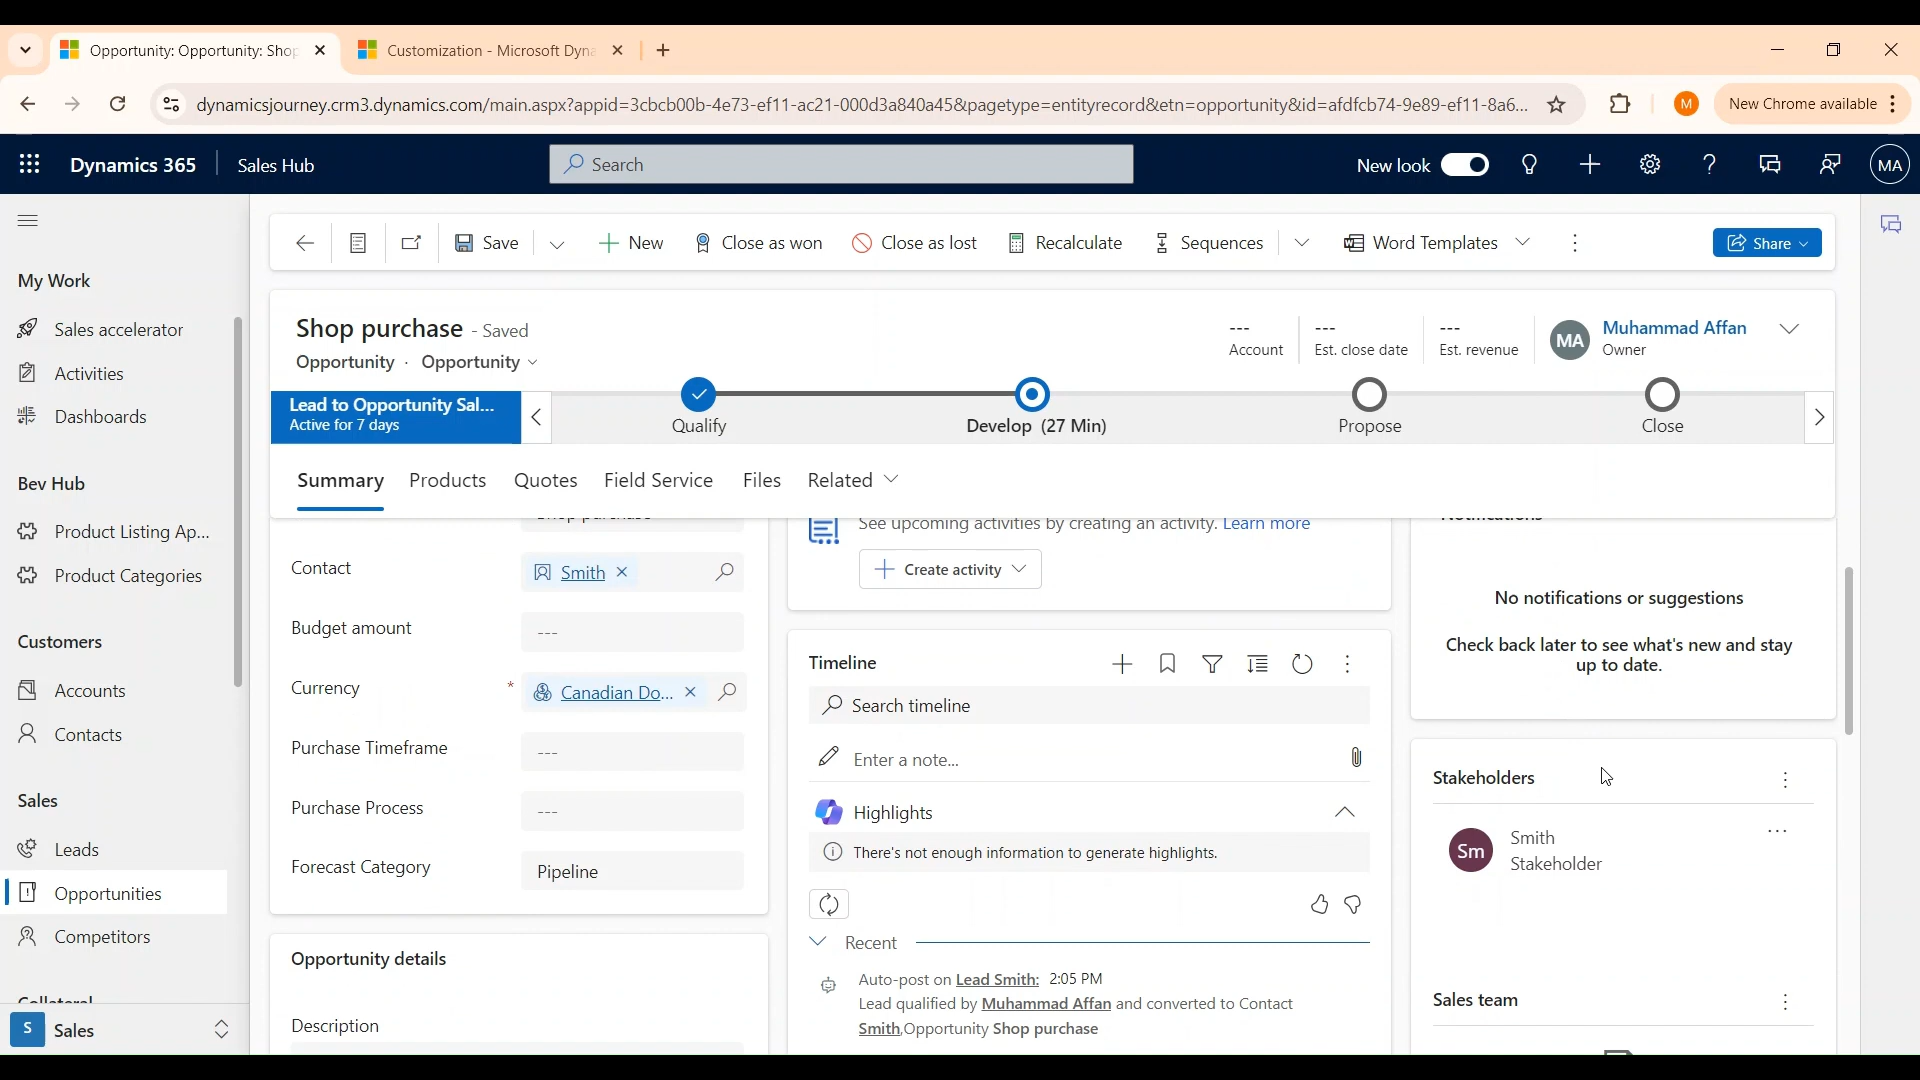 Opportunity: Opportunity: Shop
Customization - Microsoft Dyna
dynamicsjourney.crm3.dynamics.com/main.aspx?appid=3cbcb00b-4e73-ef11-ac21-000d3a840a45&pagetype=entityrecord&etn=opportunity&id=afdfcb74-9e89-ef11-8a6...
M
New Chrome available
Dynamics 365
Sales Hub
Search
New look
MA
Save
New
Close as won
Close as lost
Recalculate
Sequences
Word Templates
Share
My Work
Sales accelerator
Activities
Dashboards
Bev Hub
Product Listing Ap...
Product Categories
Customers
Accounts
Contacts
Sales
Leads
Opportunities
Competitors
Collateral
S Sales
Shop purchase - Saved
Opportunity · Opportunity
---
Account
---
Est. close date
---
Est. revenue
MA
Muhammad Affan
Owner
Lead to Opportunity Sal...
Active for 7 days
Qualify
Develop (27 Min)
Propose
Close
Summary
Products
Quotes
Field Service
Files
Related
Shop purchase
Contact
Smith
Budget amount
---
Currency
*
Canadian Do...
Purchase Timeframe
---
Purchase Process
---
Forecast Category
Pipeline
Opportunity details
Description
See upcoming activities by creating an activity. Learn more
Create activity
Timeline
Search timeline
Enter a note...
Highlights
There's not enough information to generate highlights.
Recent
Auto-post on Lead Smith: 2:05 PM
Lead qualified by Muhammad Affan and converted to Contact
Smith,Opportunity Shop purchase
Notifications
No notifications or suggestions
Check back later to see what's new and stay
up to date.
Stakeholders
Sm
Smith
Stakeholder
Sales team